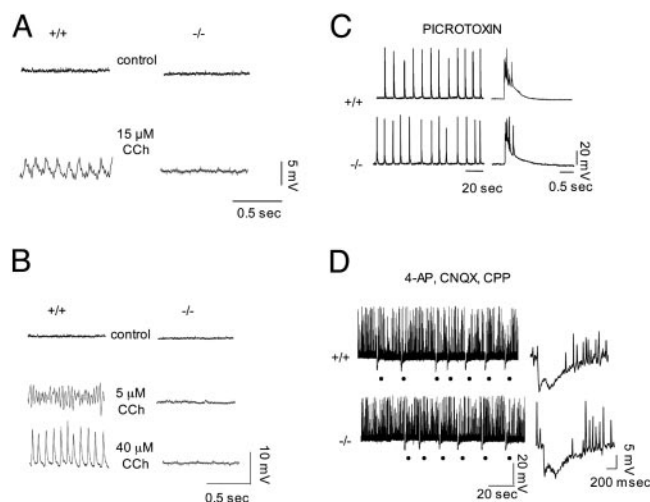 A
+/+
-/-
control
15 µM
CCh
5 mV
0.5 sec
B
+/+
-/-
control
5 µM
CCh
40 µM
CCh
10 mV
0.5 sec
C
PICROTOXIN
+/+
-/-
20 sec
20 mV
0.5 sec
D
4-AP, CNQX, CPP
+/+
-/-
20 mV
20 sec
5 mV
200 msec